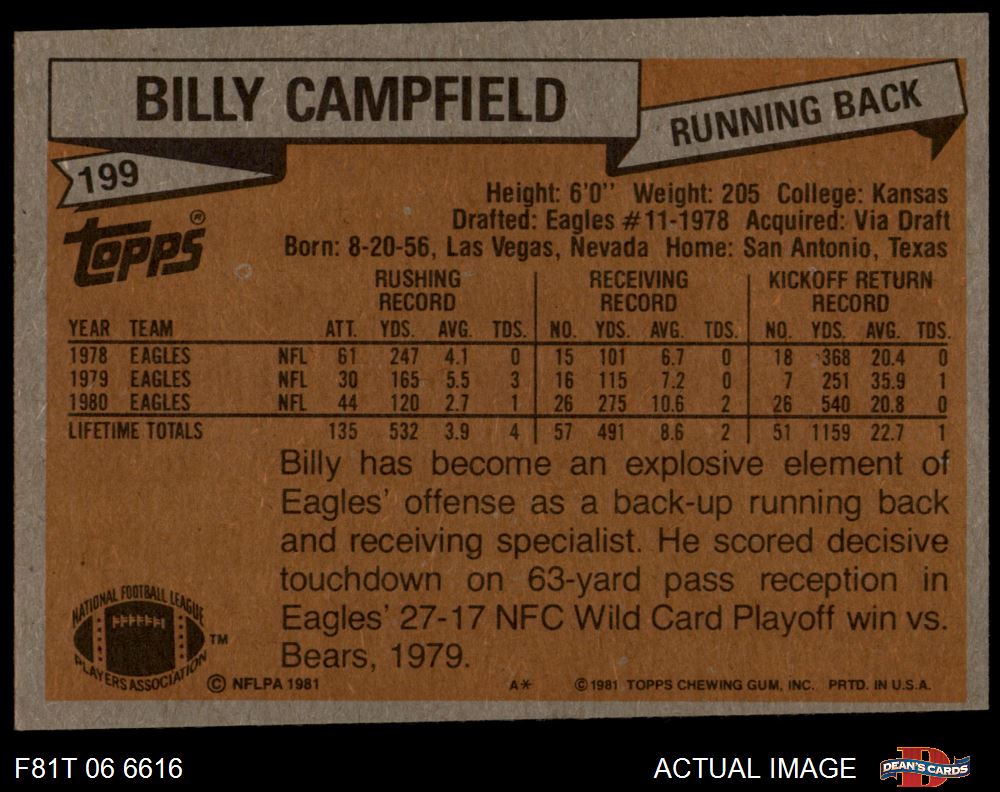 BILLY CAMPFIELD
RUNNING BACK
199
TOPPS®
Height: 6'0'' Weight: 205 College: Kansas
Drafted: Eagles #11-1978 Acquired: Via Draft
Born: 8-20-56, Las Vegas, Nevada Home: San Antonio, Texas
RUSHING RECORD RECEIVING RECORD KICKOFF RETURN RECORD
YEAR TEAM ATT. YDS. AVG. TDS. NO. YDS. AVG. TDS. NO. YDS. AVG. TDS.
1978 EAGLES NFL 61 247 4.1 0 15 101 6.7 0 18 368 20.4 0
1979 EAGLES NFL 30 165 5.5 3 16 115 7.2 0 7 251 35.9 1
1980 EAGLES NFL 44 120 2.7 1 26 275 10.6 2 26 540 20.8 0
LIFETIME TOTALS 135 532 3.9 4 57 491 8.6 2 51 1159 22.7 1
Billy has become an explosive element of
Eagles' offense as a back-up running back
and receiving specialist. He scored decisive
touchdown on 63-yard pass reception in
Eagles' 27-17 NFC Wild Card Playoff win vs.
Bears, 1979.
NATIONAL FOOTBALL LEAGUE
PLAYERS ASSOCIATION
TM
© NFLPA 1981 A* ©1981 TOPPS CHEWING GUM, INC. PRTD. IN U.S.A.
F81T 06 6616 ACTUAL IMAGE D DEAN'S CARDS